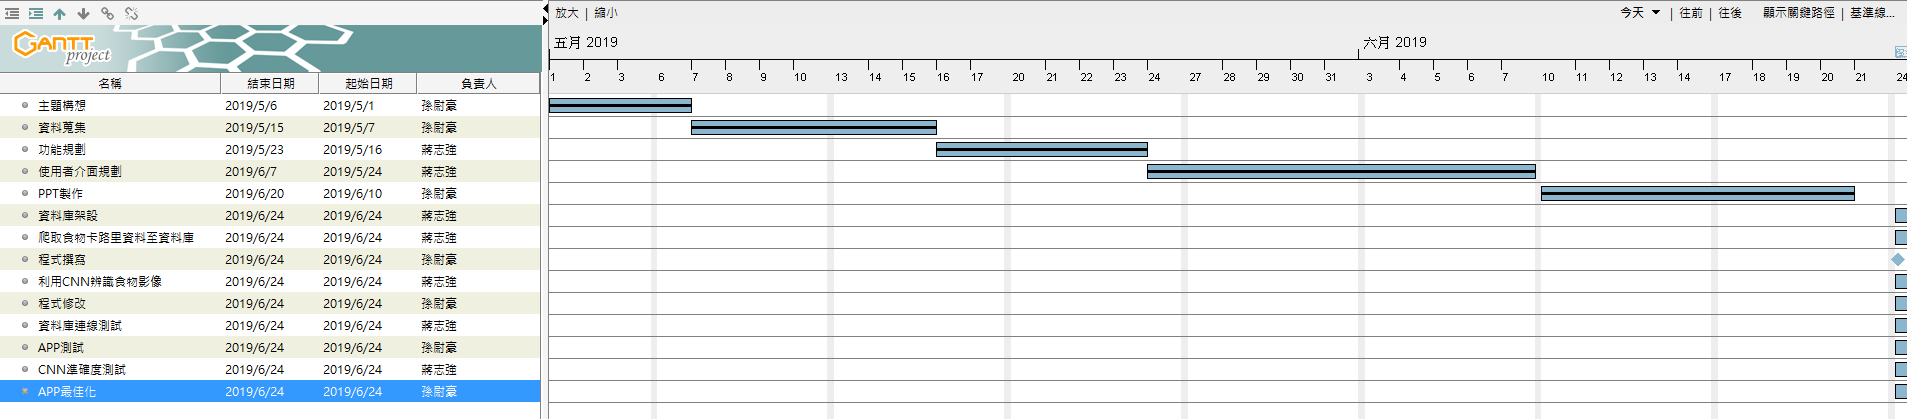 放大 | 縮小
今天 | 往前 | 往後 顯示關鍵路徑 | 基準線...
GANTT project
五月 2019 六月 2019
名稱 結束日期 起始日期 負責人
1 2 3 6 7 8 9 10 13 14 15 16 17 20 21 22 23 24 27 28 29 30 31 3 4 5 6 7 10 11 12 13 14 17 18 19 20 21 24
主題構想 2019/5/6 2019/5/1 孫尉豪
資料蒐集 2019/5/15 2019/5/7 孫尉豪
功能規劃 2019/5/23 2019/5/16 蔣志強
使用者介面規劃 2019/6/7 2019/5/24 蔣志強
PPT製作 2019/6/20 2019/6/10 孫尉豪
資料庫架設 2019/6/24 2019/6/24 蔣志強
爬取食物卡路里資料至資料庫 2019/6/24 2019/6/24 蔣志強
程式撰寫 2019/6/24 2019/6/24 孫尉豪
利用CNN辨識食物影像 2019/6/24 2019/6/24 蔣志強
程式修改 2019/6/24 2019/6/24 孫尉豪
資料庫連線測試 2019/6/24 2019/6/24 蔣志強
APP測試 2019/6/24 2019/6/24 孫尉豪
CNN準確度測試 2019/6/24 2019/6/24 蔣志強
APP最佳化 2019/6/24 2019/6/24 孫尉豪